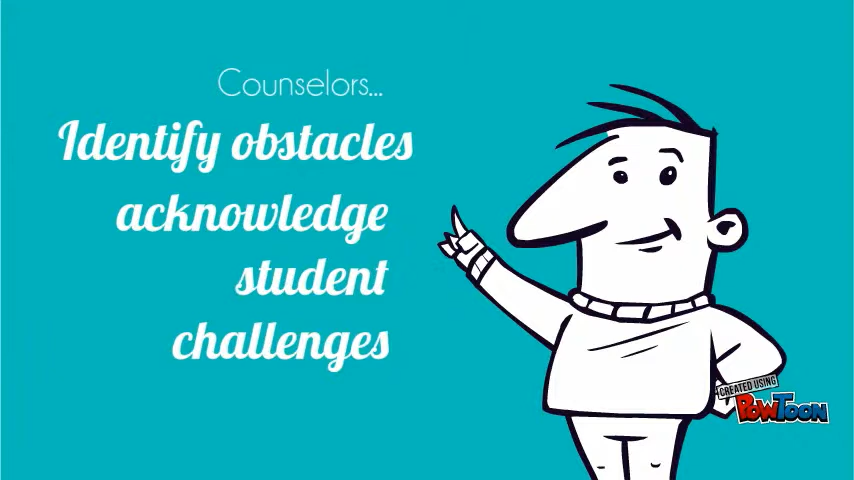 Counselors...
Identify obstacles
acknowledge
student
challenges
CREATED USING
POWTOON